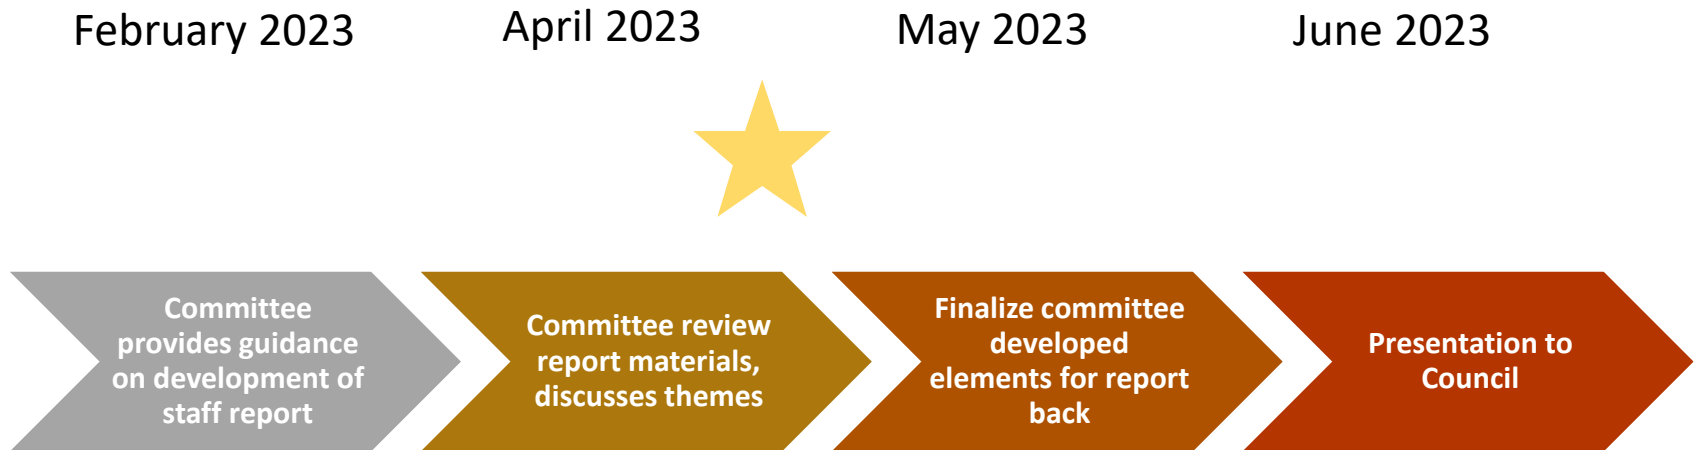 February 2023
April 2023
May 2023
June 2023
Committee
provides guidance
on development of
staff report
Committee review
report materials,
discusses themes
Finalize committee
developed
elements for report
back
Presentation to
Council